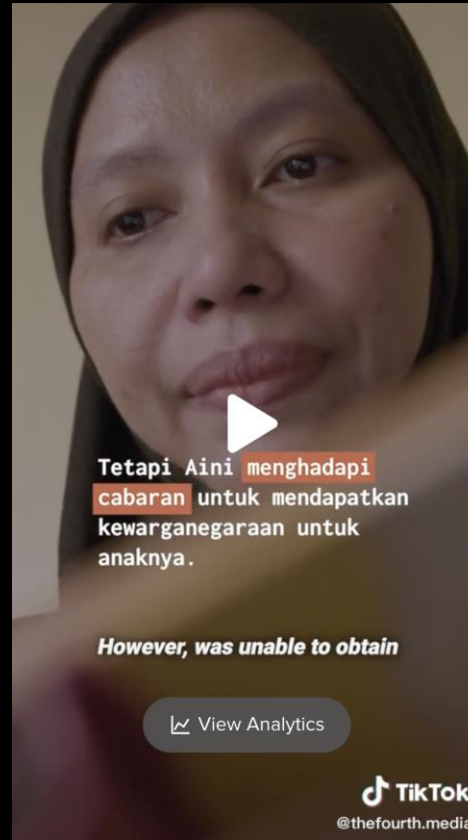 Tetapi Aini menghadapi
cabaran untuk mendapatkan
kewarganegaraan untuk
anaknya.
However, was unable to obtain
View Analytics
TikTok
@thefourth.media